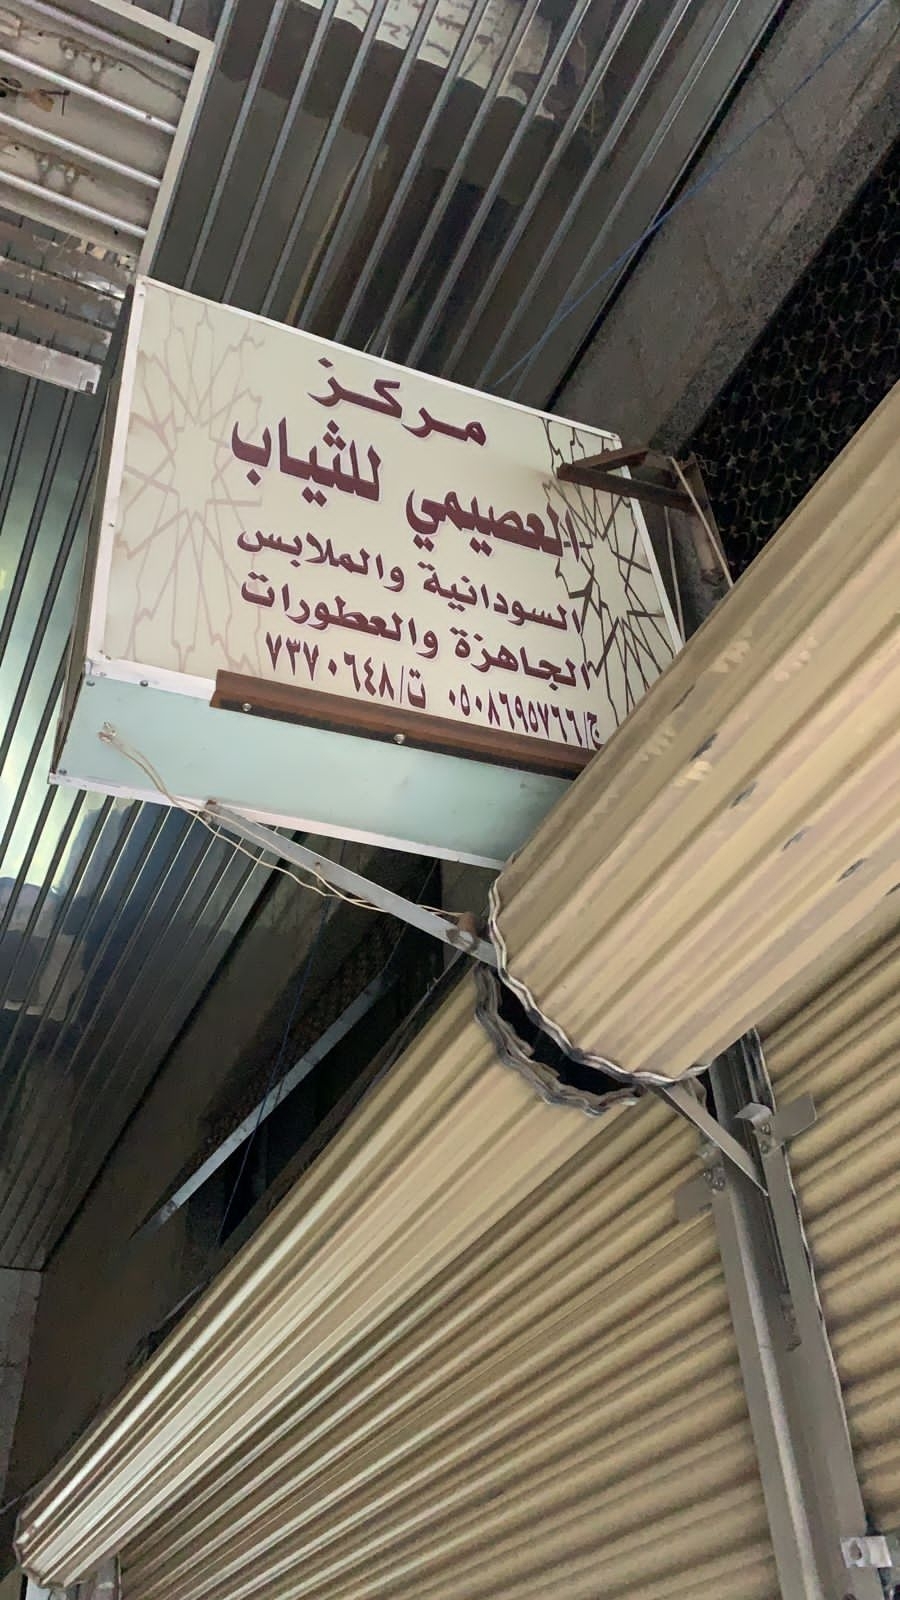 مركز
العصيمي للثياب
السودانية والملابس
الجاهزة والعطورات
ج/٠٥٠٨٦٩٥٧٦٦ ت/٧٣٧٠٦٤٨